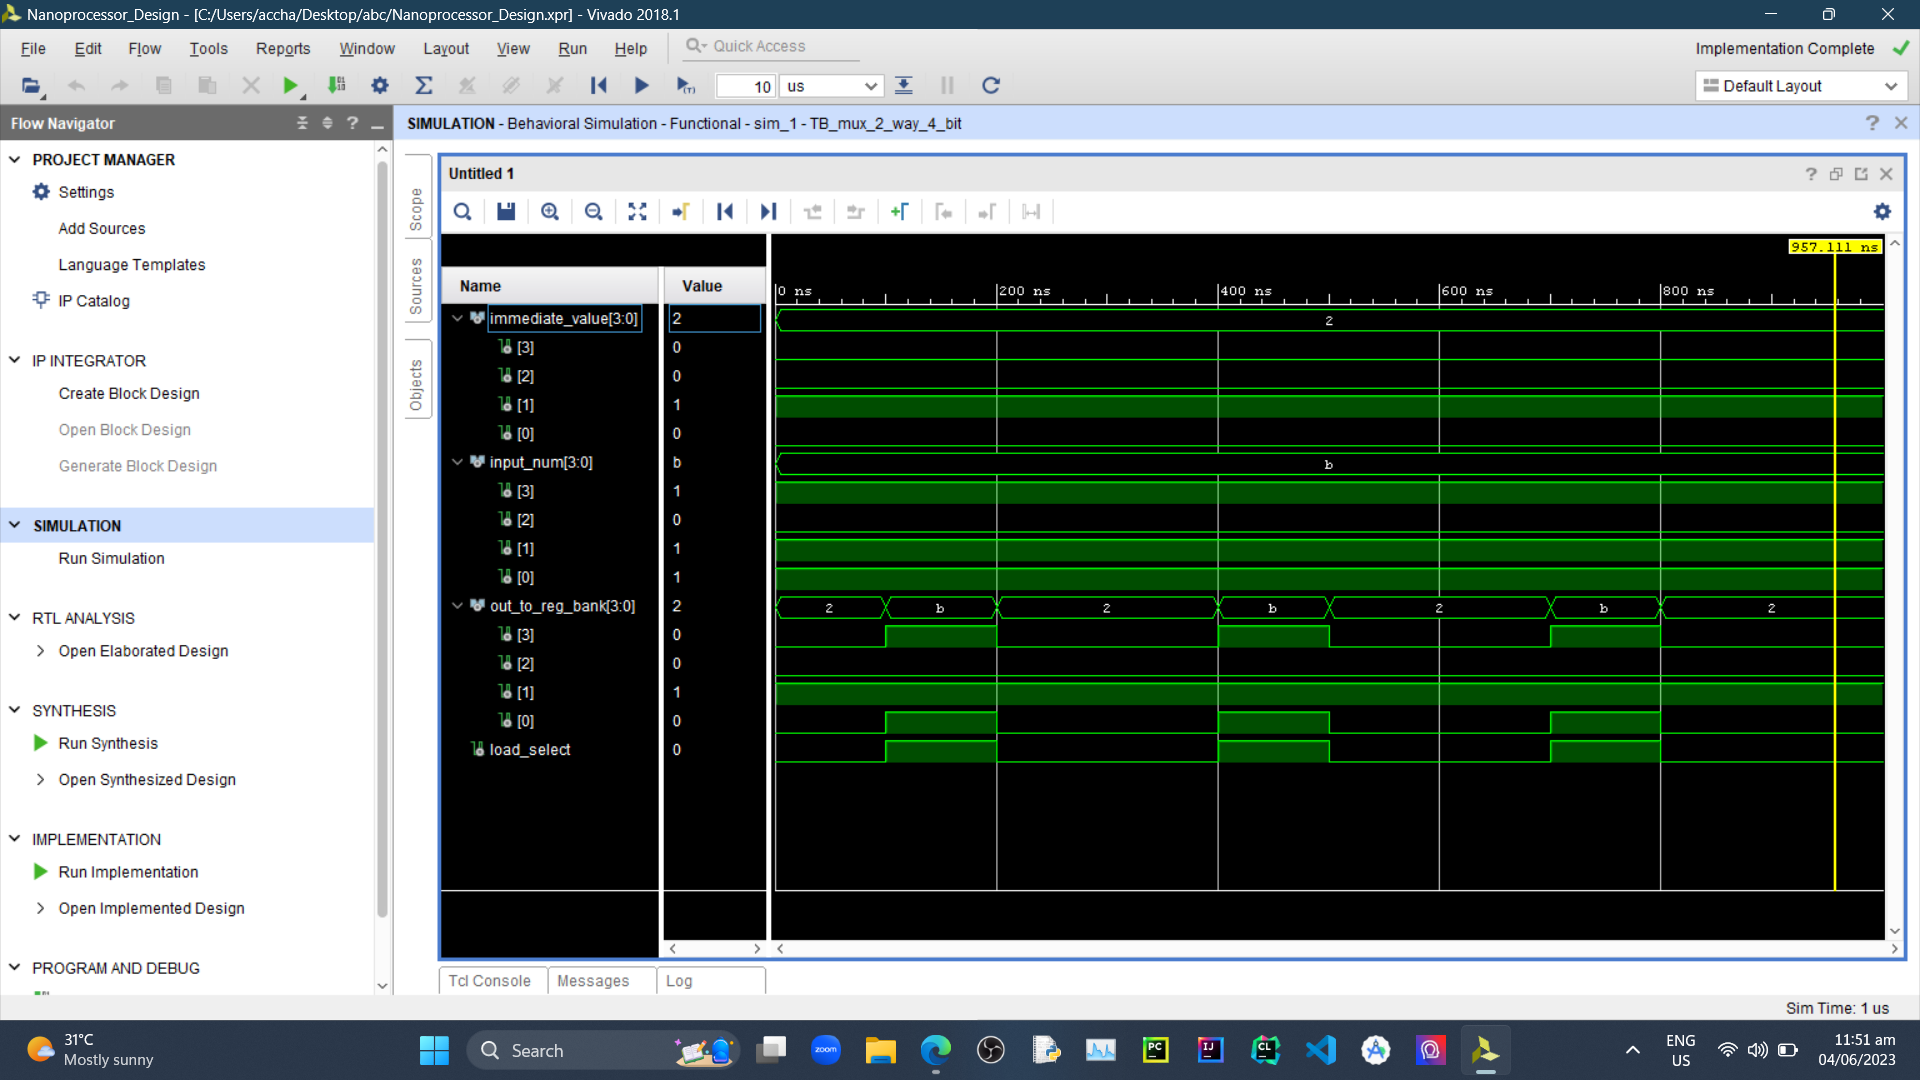 Nanoprocessor_Design - [C:/Users/accha/Desktop/abc/Nanoprocessor_Design.xpr] - Vivado 2018.1
File Edit Flow Tools Reports Window Layout View Run Help Quick Access Implementation Complete
10 us Default Layout
Flow Navigator
SIMULATION - Behavioral Simulation - Functional - sim_1 - TB_mux_2_way_4_bit
PROJECT MANAGER
Settings
Add Sources
Language Templates
IP Catalog
IP INTEGRATOR
Create Block Design
Open Block Design
Generate Block Design
SIMULATION
Run Simulation
RTL ANALYSIS
Open Elaborated Design
SYNTHESIS
Run Synthesis
Open Synthesized Design
IMPLEMENTATION
Run Implementation
Open Implemented Design
PROGRAM AND DEBUG
Scope
Sources
Objects
Untitled 1
957.111 ns
Name Value
0 ns 200 ns 400 ns 600 ns 800 ns
immediate_value[3:0] 2 2
[3] 0
[2] 0
[1] 1
[0] 0
input_num[3:0] b b
[3] 1
[2] 0
[1] 1
[0] 1
out_to_reg_bank[3:0] 2 2 b 2 b 2 b 2
[3] 0
[2] 0
[1] 1
[0] 0
load_select 0
Tcl Console Messages Log
Sim Time: 1 us
31°C
Mostly sunny
Search
zoom
PC
IJ
CL
ENG
US
11:51 am
04/06/2023